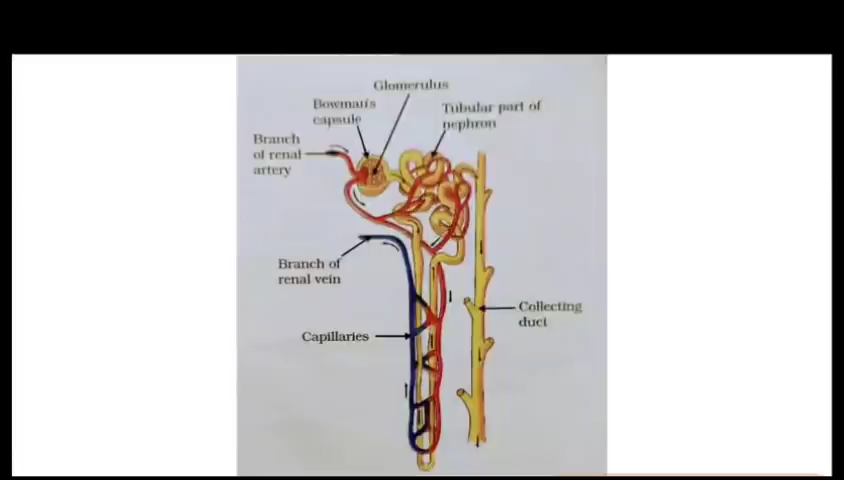 Glomerulus
Bowman's
capsule
Tubular part of
nephron
Branch
of renal
artery
Branch of
renal vein
Collecting
duct
Capillaries